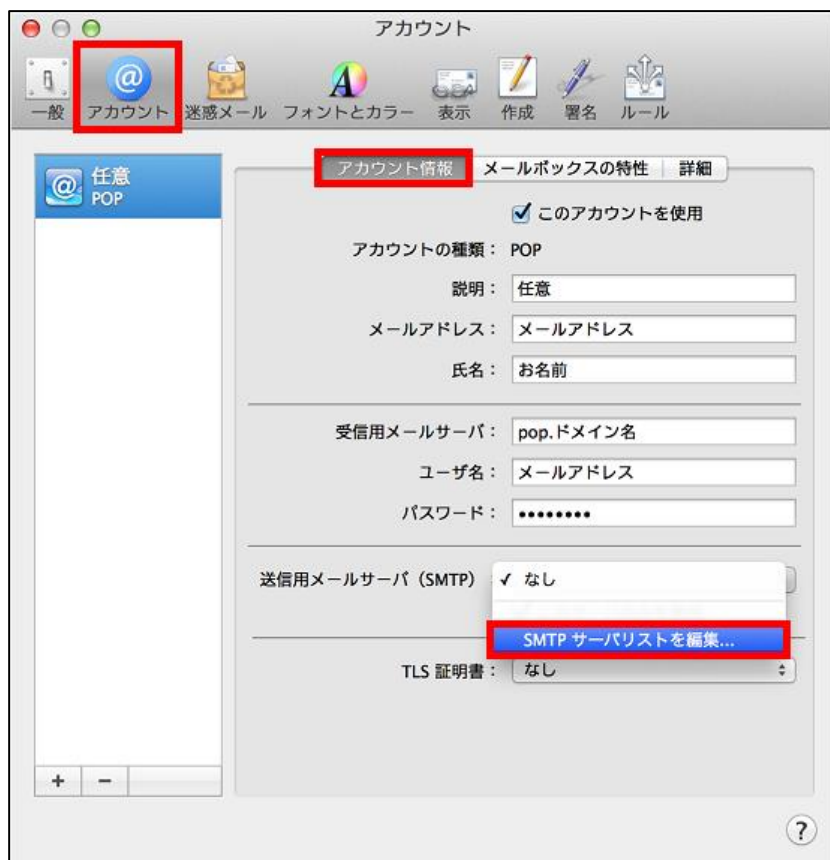 アカウント
一般 アカウント 迷惑メール フォントとカラー 表示 作成 署名 ルール
任意
POP
アカウント情報 メールボックスの特性 詳細
このアカウントを使用
アカウントの種類： POP
説明： 任意
メールアドレス： メールアドレス
氏名： お名前
受信用メールサーバ： pop.ドメイン名
ユーザ名： メールアドレス
パスワード： ••••••••
送信用メールサーバ（SMTP） ✓ なし
SMTP サーバリストを編集...
TLS 証明書： なし
+ −
?